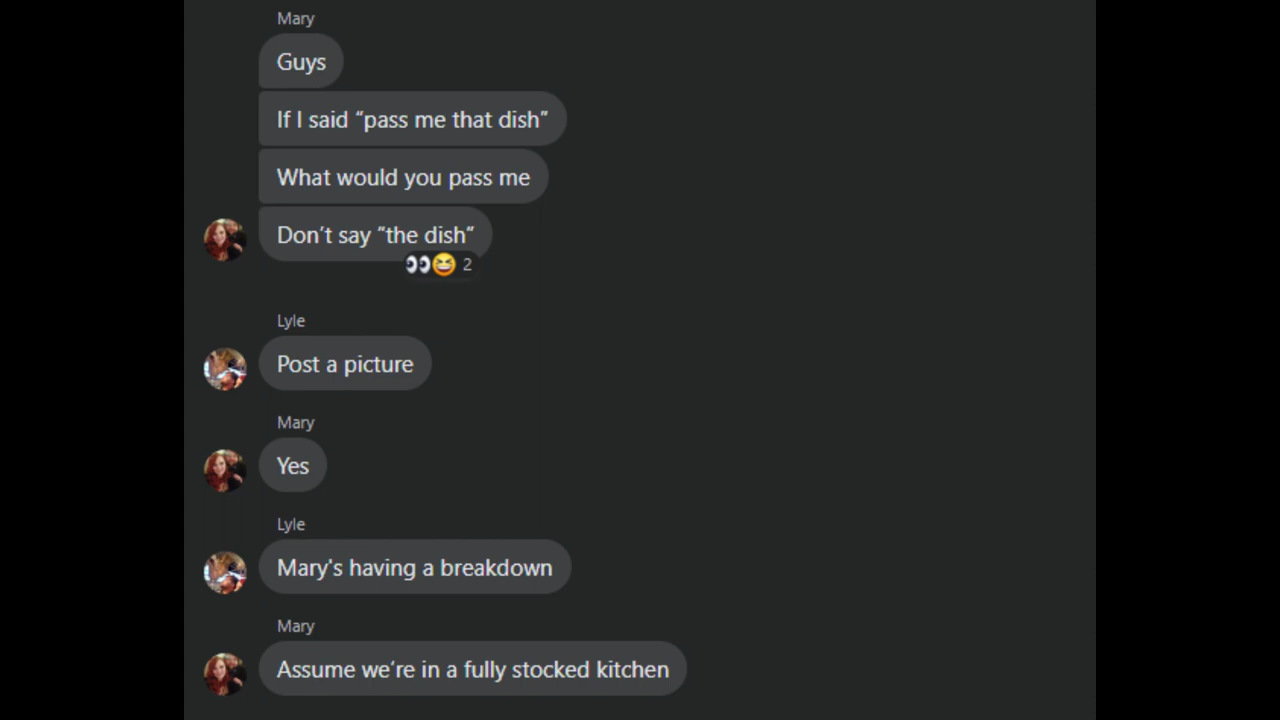 Mary
Guys
If I said “pass me that dish”
What would you pass me
Don’t say “the dish”
👀😆 2
Lyle
Post a picture
Mary
Yes
Lyle
Mary's having a breakdown
Mary
Assume we’re in a fully stocked kitchen